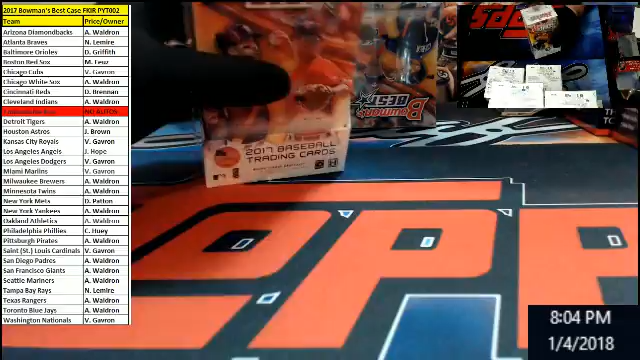 2017 Bowman's Best Case FKIR PYT002
Team Price/Owner
Arizona Diamondbacks A. Waldron
Atlanta Braves N. Lemire
Baltimore Orioles D. Griffith
Boston Red Sox M. Feuz
Chicago Cubs V. Gavron
Chicago White Sox A. Waldron
Cincinnati Reds D. Brennan
Cleveland Indians A. Waldron
NO AUTOS
Detroit Tigers A. Waldron
Houston Astros J. Brown
Kansas City Royals V. Gavron
Los Angeles Angels J. Hope
Los Angeles Dodgers V. Gavron
Miami Marlins V. Gavron
Milwaukee Brewers A. Waldron
Minnesota Twins A. Waldron
New York Mets D. Patton
New York Yankees A. Waldron
Oakland Athletics A. Waldron
Philadelphia Phillies C. Huey
Pittsburgh Pirates A. Waldron
Saint (St.) Louis Cardinals V. Gavron
San Diego Padres A. Waldron
San Francisco Giants A. Waldron
Seattle Mariners A. Waldron
Tampa Bay Rays N. Lemire
Texas Rangers A. Waldron
Toronto Blue Jays A. Waldron
Washington Nationals V. Gavron
2017 BASEBALL
TRADING CARDS
Bowman's
BEST
8:04 PM
1/4/2018